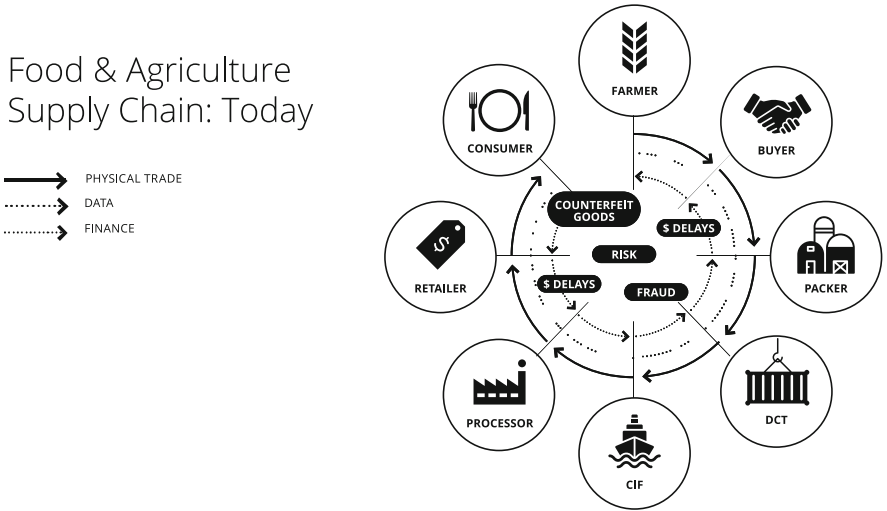 Food & Agriculture
Supply Chain: Today
PHYSICAL TRADE
DATA
FINANCE
FARMER
BUYER
PACKER
DCT
CIF
PROCESSOR
RETAILER
$
CONSUMER
COUNTERFEIT
GOODS
$ DELAYS
RISK
$ DELAYS
FRAUD